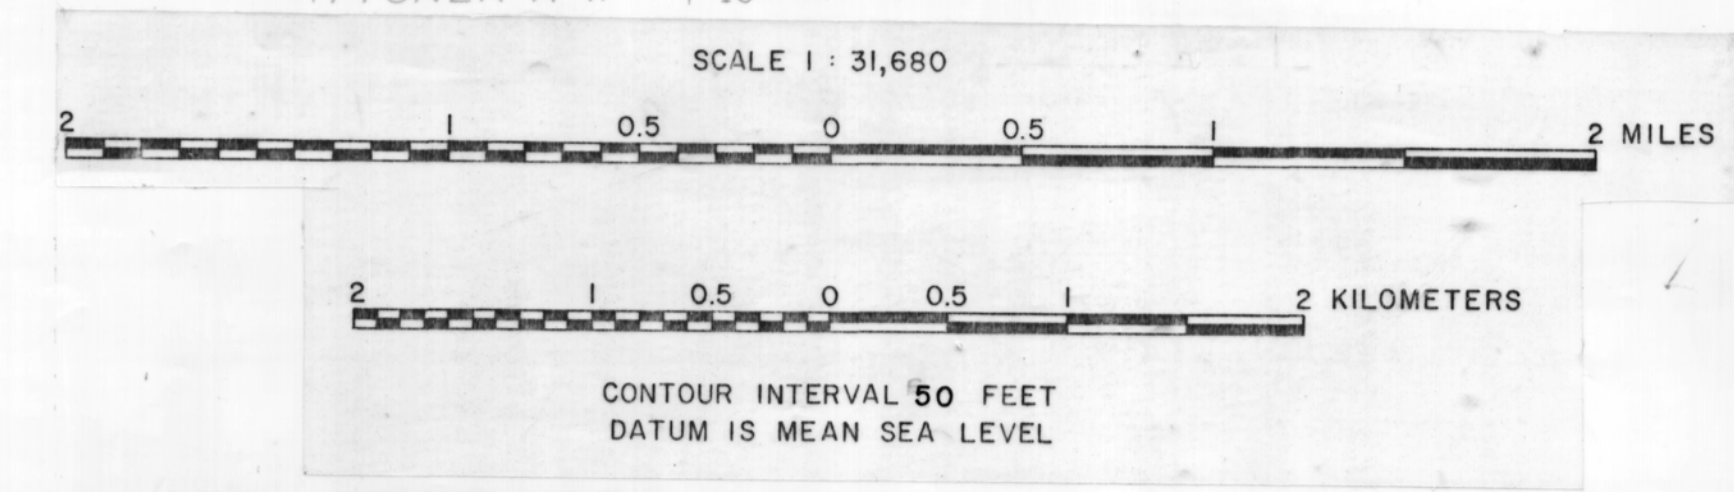 SCALE 1 : 31,680
2 1 0.5 0 0.5 1 2 MILES
2 1 0.5 0 0.5 1 2 KILOMETERS
CONTOUR INTERVAL 50 FEET
DATUM IS MEAN SEA LEVEL